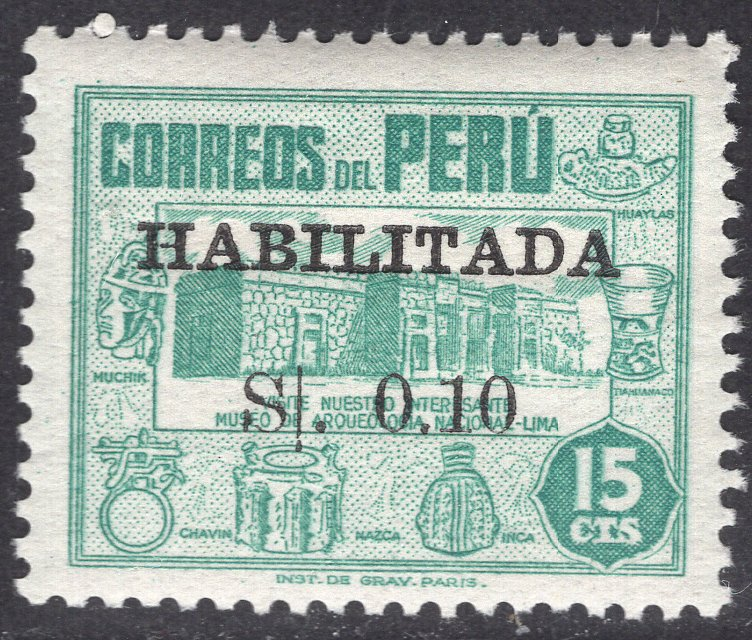 CORREOS DEL PERÚ
HUAYLAS
HABILITADA
MUCHIK
TIAHUANACO
S/. 0.10
VISITE NUESTRO INTERESANTE
MUSEO DE ARQUEOLOGIA NACIONAL-LIMA
15
CTS
CHAVIN
NAZCA
INCA
INST. DE GRAV. PARIS.